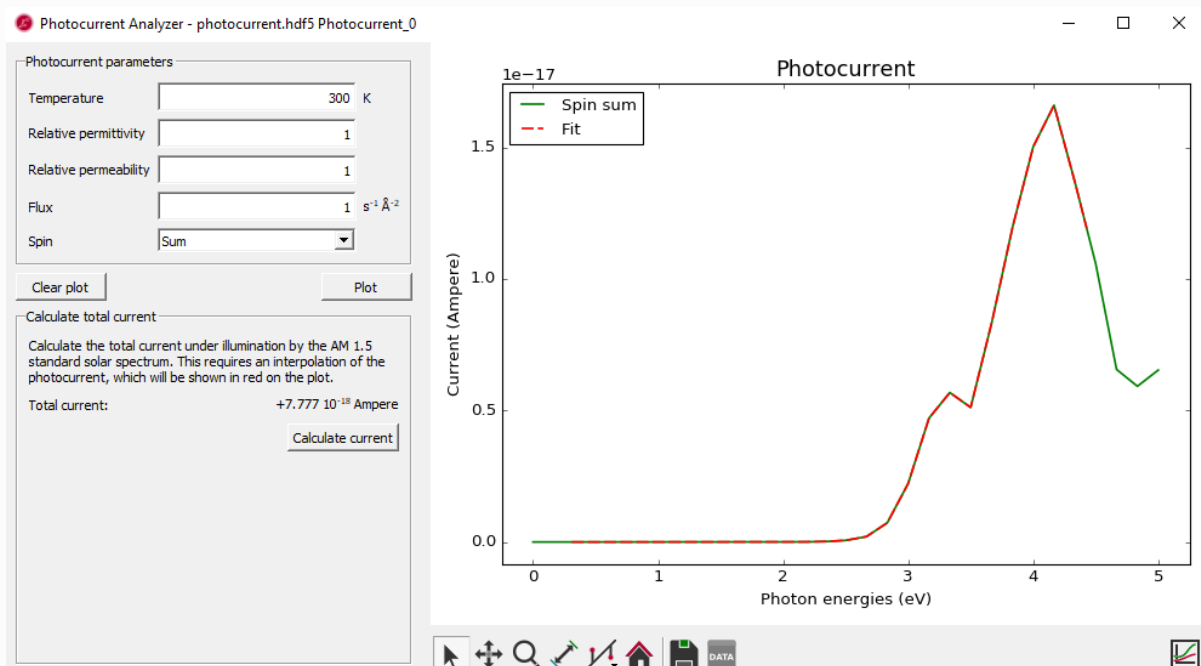 Photocurrent Analyzer - photocurrent.hdf5 Photocurrent_0
Photocurrent parameters
Temperature 300 K
Relative permittivity 1
Relative permeability 1
Flux 1 s⁻¹ Å⁻²
Spin Sum
Clear plot Plot
Calculate total current
Calculate the total current under illumination by the AM 1.5
standard solar spectrum. This requires an interpolation of the
photocurrent, which will be shown in red on the plot.
Total current: +7.777 10⁻¹⁸ Ampere
Calculate current
Photocurrent
1e−17
Spin sum
Fit
1.5
1.0
0.5
0.0
Current (Ampere)
0 1 2 3 4 5
Photon energies (eV)
DATA